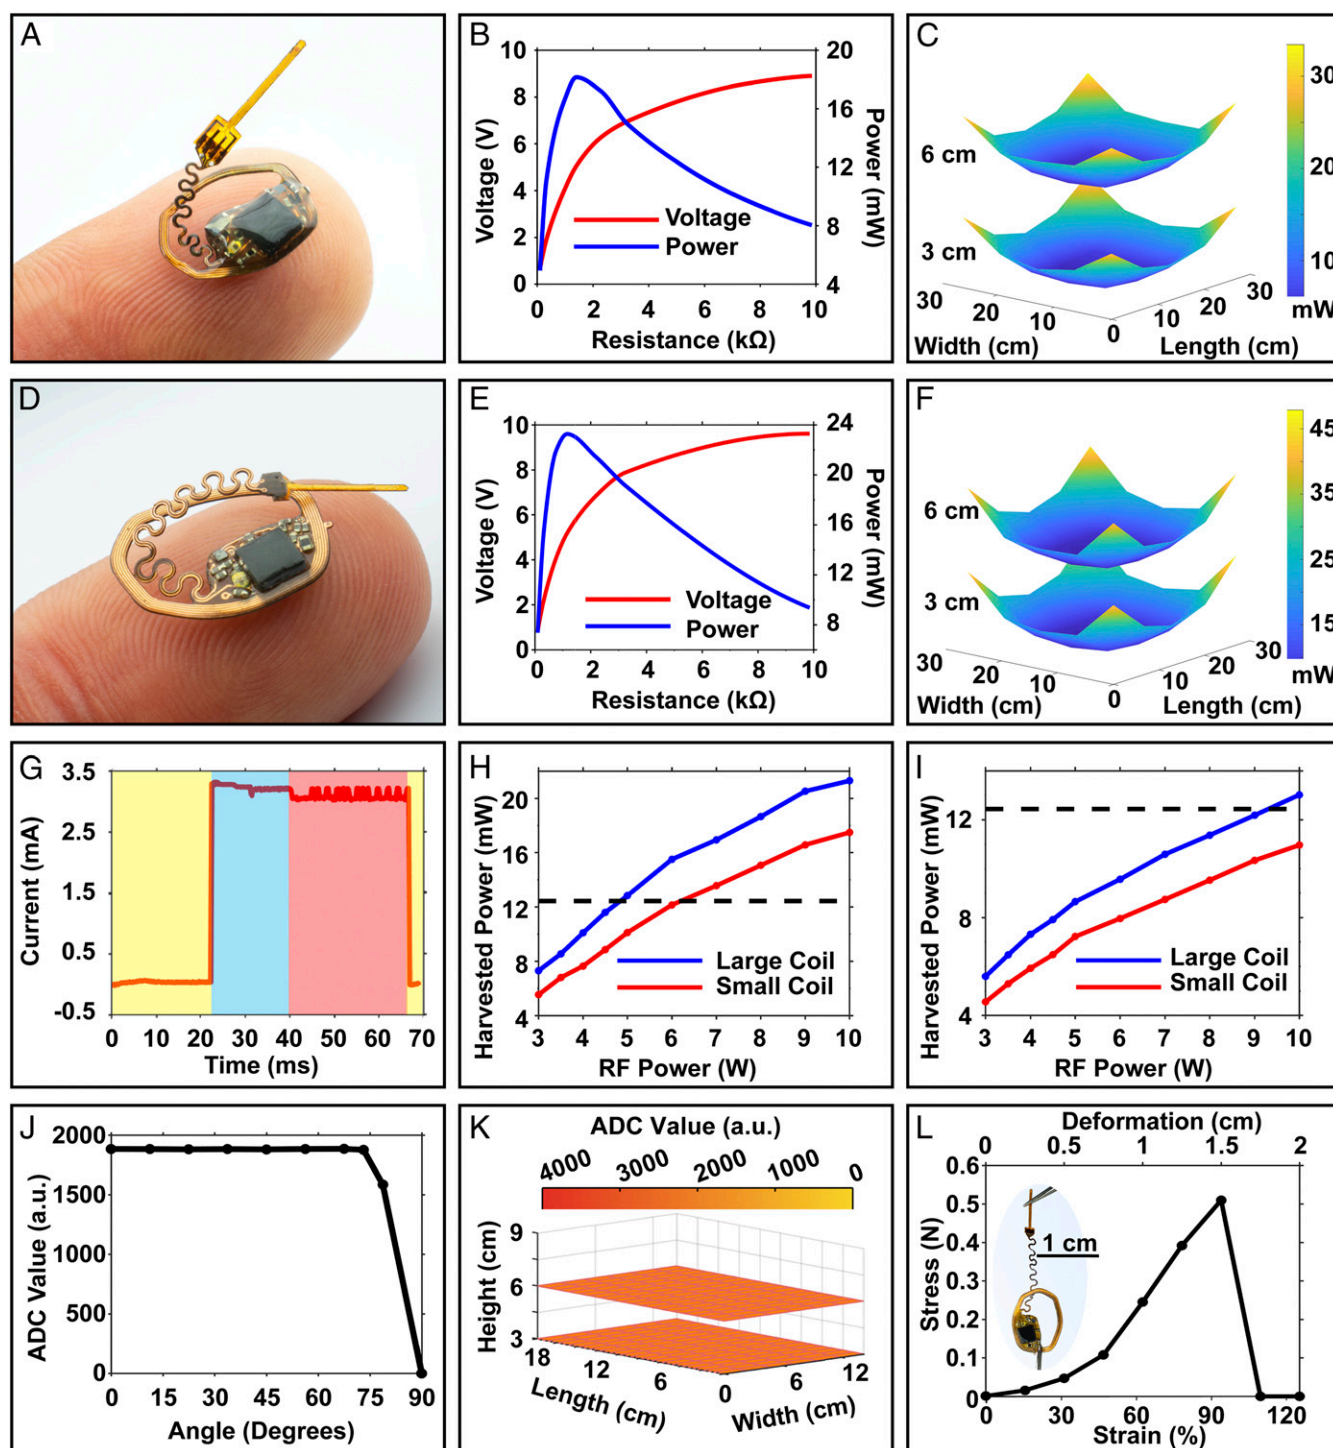 A
B
10
8
6
4
2
0
Voltage (V)
20
16
12
8
4
Power (mW)
Voltage
Power
0 2 4 6 8 10
Resistance (kΩ)
C
6 cm
3 cm
30
20
10
0
10
20
30
Width (cm)
Length (cm)
30
20
10
mW
D
E
10
8
6
4
2
0
Voltage (V)
24
20
16
12
8
Power (mW)
Voltage
Power
0 2 4 6 8 10
Resistance (kΩ)
F
6 cm
3 cm
30
20
10
0
10
20
30
Width (cm)
Length (cm)
45
35
25
15
mW
G
3.5
2.5
1.5
0.5
-0.5
Current (mA)
0 10 20 30 40 50 60 70
Time (ms)
H
20
16
12
8
4
Harvested Power (mW)
Large Coil
Small Coil
3 4 5 6 7 8 9 10
RF Power (W)
I
12
8
4
Harvested Power (mW)
Large Coil
Small Coil
3 4 5 6 7 8 9 10
RF Power (W)
J
2000
1500
1000
500
0
ADC Value (a.u.)
0 15 30 45 60 75 90
Angle (Degrees)
K
ADC Value (a.u.)
4000 3000 2000 1000 0
9
6
3
Height (cm)
18
12
6
0
6
12
Length (cm)
Width (cm)
L
Deformation (cm)
0 0.5 1 1.5 2
0.6
0.5
0.4
0.3
0.2
0.1
0
Stress (N)
1 cm
0 30 60 90 120
Strain (%)